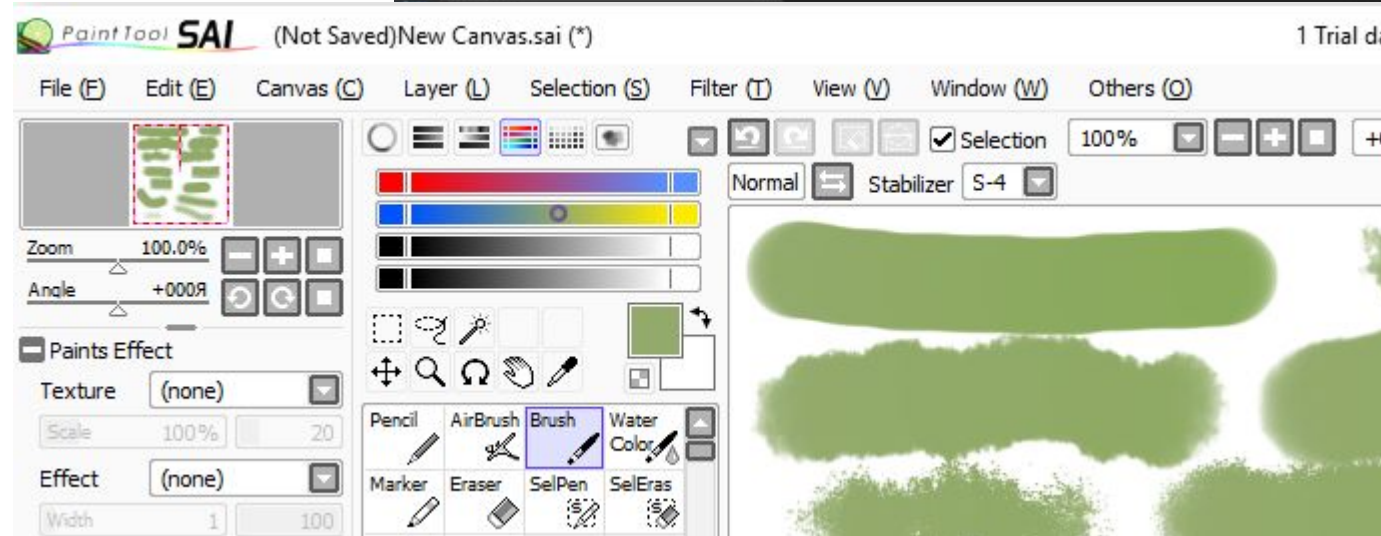 PaintTool SAI (Not Saved)New Canvas.sai (*) 1 Trial da
File (F) Edit (E) Canvas (C) Layer (L) Selection (S) Filter (T) View (V) Window (W) Others (O)
Selection 100%
Normal Stabilizer S-4
Zoom 100.0%
Angle +000Я
Paints Effect
Texture (none)
Scale 100% 20
Effect (none)
Width 1 100
Pencil AirBrush Brush Water Color
Marker Eraser SelPen SelEras